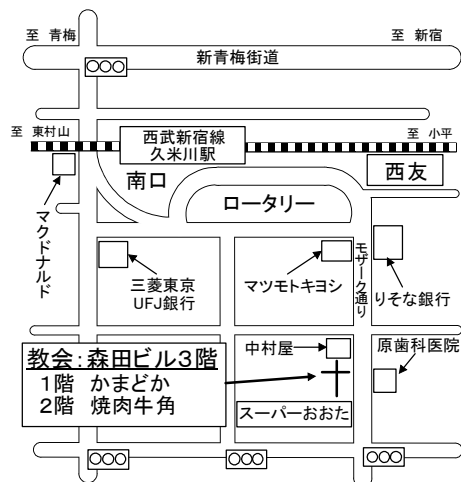 至 青梅
至 新宿
新青梅街道
至 東村山
西武新宿線
久米川駅
至 小平
西友
南口
ロータリー
マクドナルド
三菱東京
UFJ銀行
マツモトキヨシ
モザーク通り
りそな銀行
教会:森田ビル3階
1階 かまどか
2階 焼肉牛角
中村屋
原歯科医院
スーパーおおた